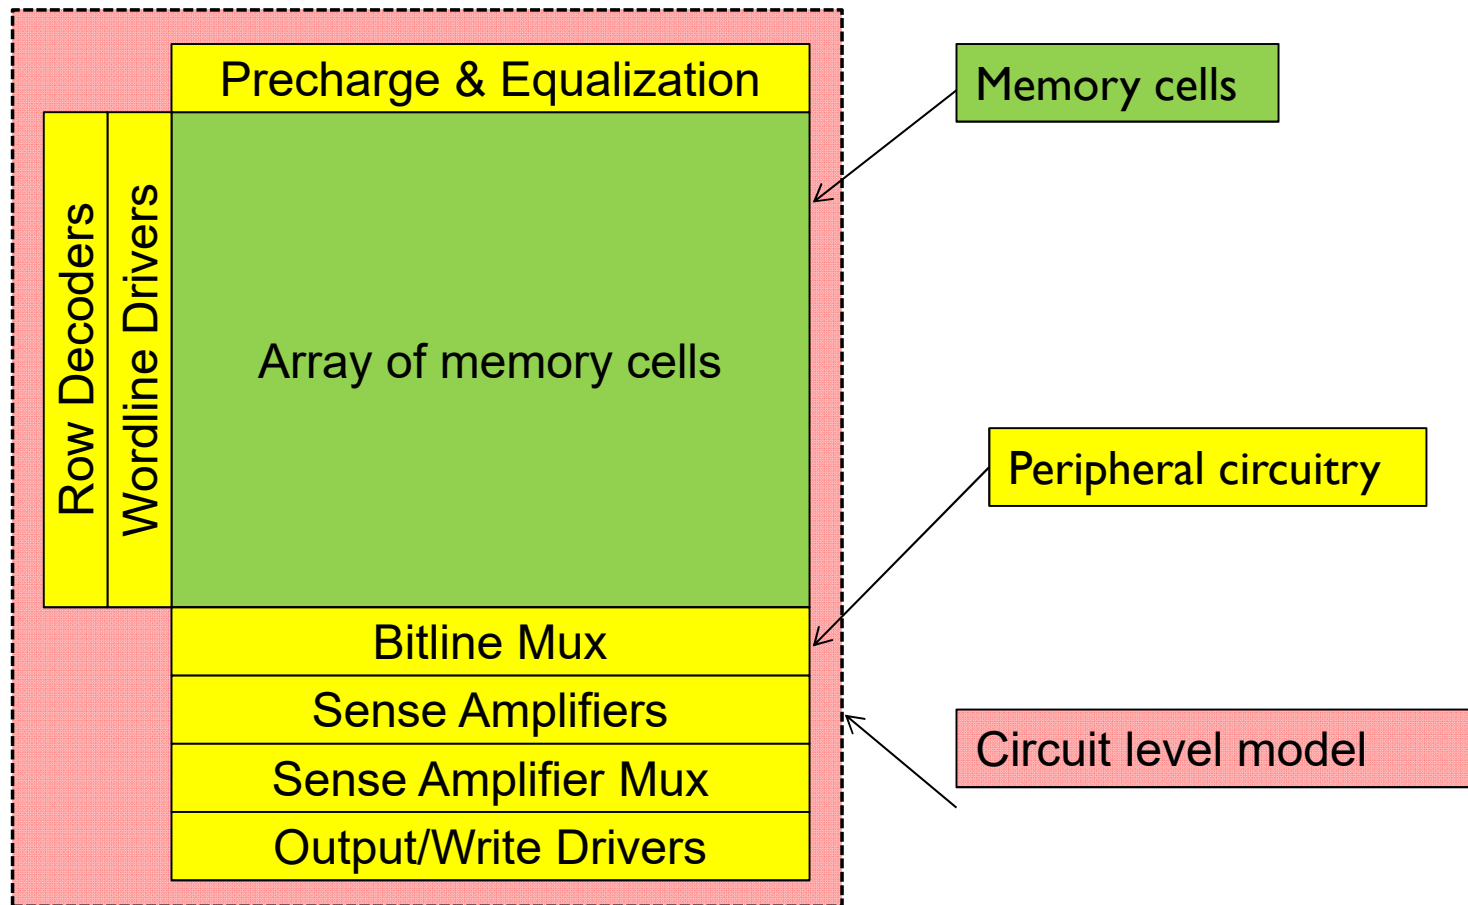 Precharge & Equalization
Memory cells
Row Decoders
Wordline Drivers
Array of memory cells
Peripheral circuitry
Bitline Mux
Sense Amplifiers
Circuit level model
Sense Amplifier Mux
Output/Write Drivers